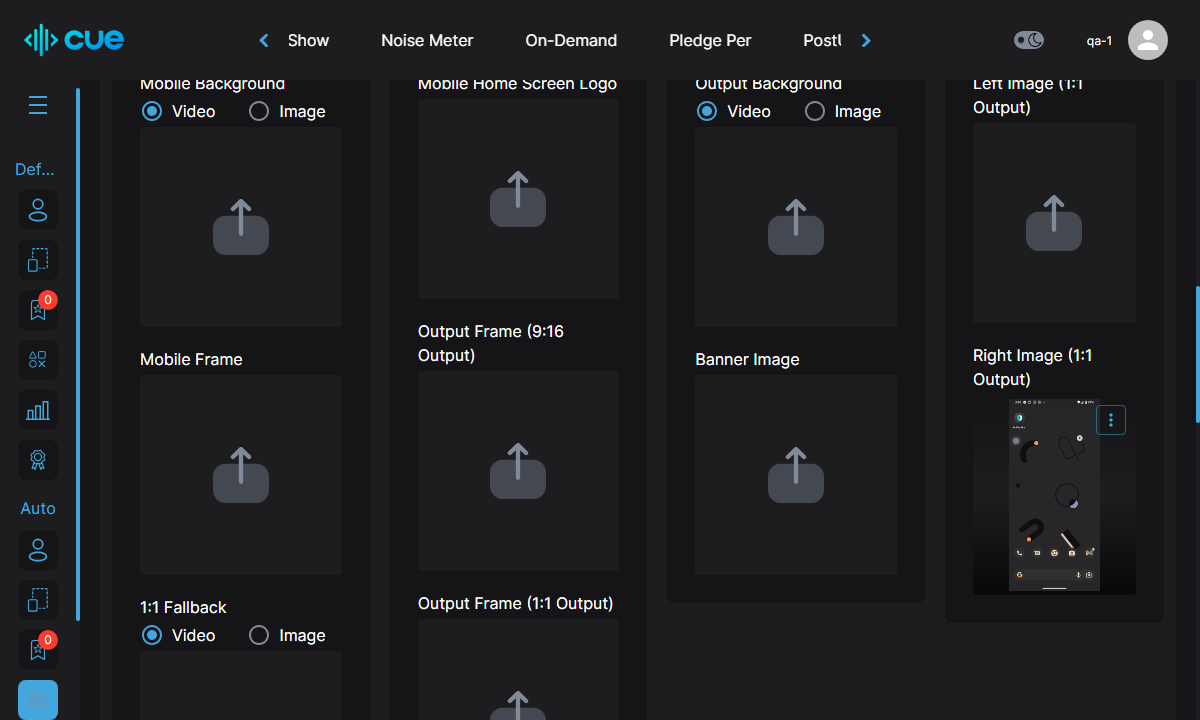 cue
Show
Noise Meter
On-Demand
Pledge Per
qa-1
Def...
0
Auto
0
Mobile Background
Video
Image
Mobile Frame
1:1 Fallback
Video
Image
Mobile Home Screen Logo
Output Frame (9:16
Output)
Output Frame (1:1 Output)
Output Background
Video
Image
Banner Image
Left Image (1:1
Output)
Right Image (1:1
Output)